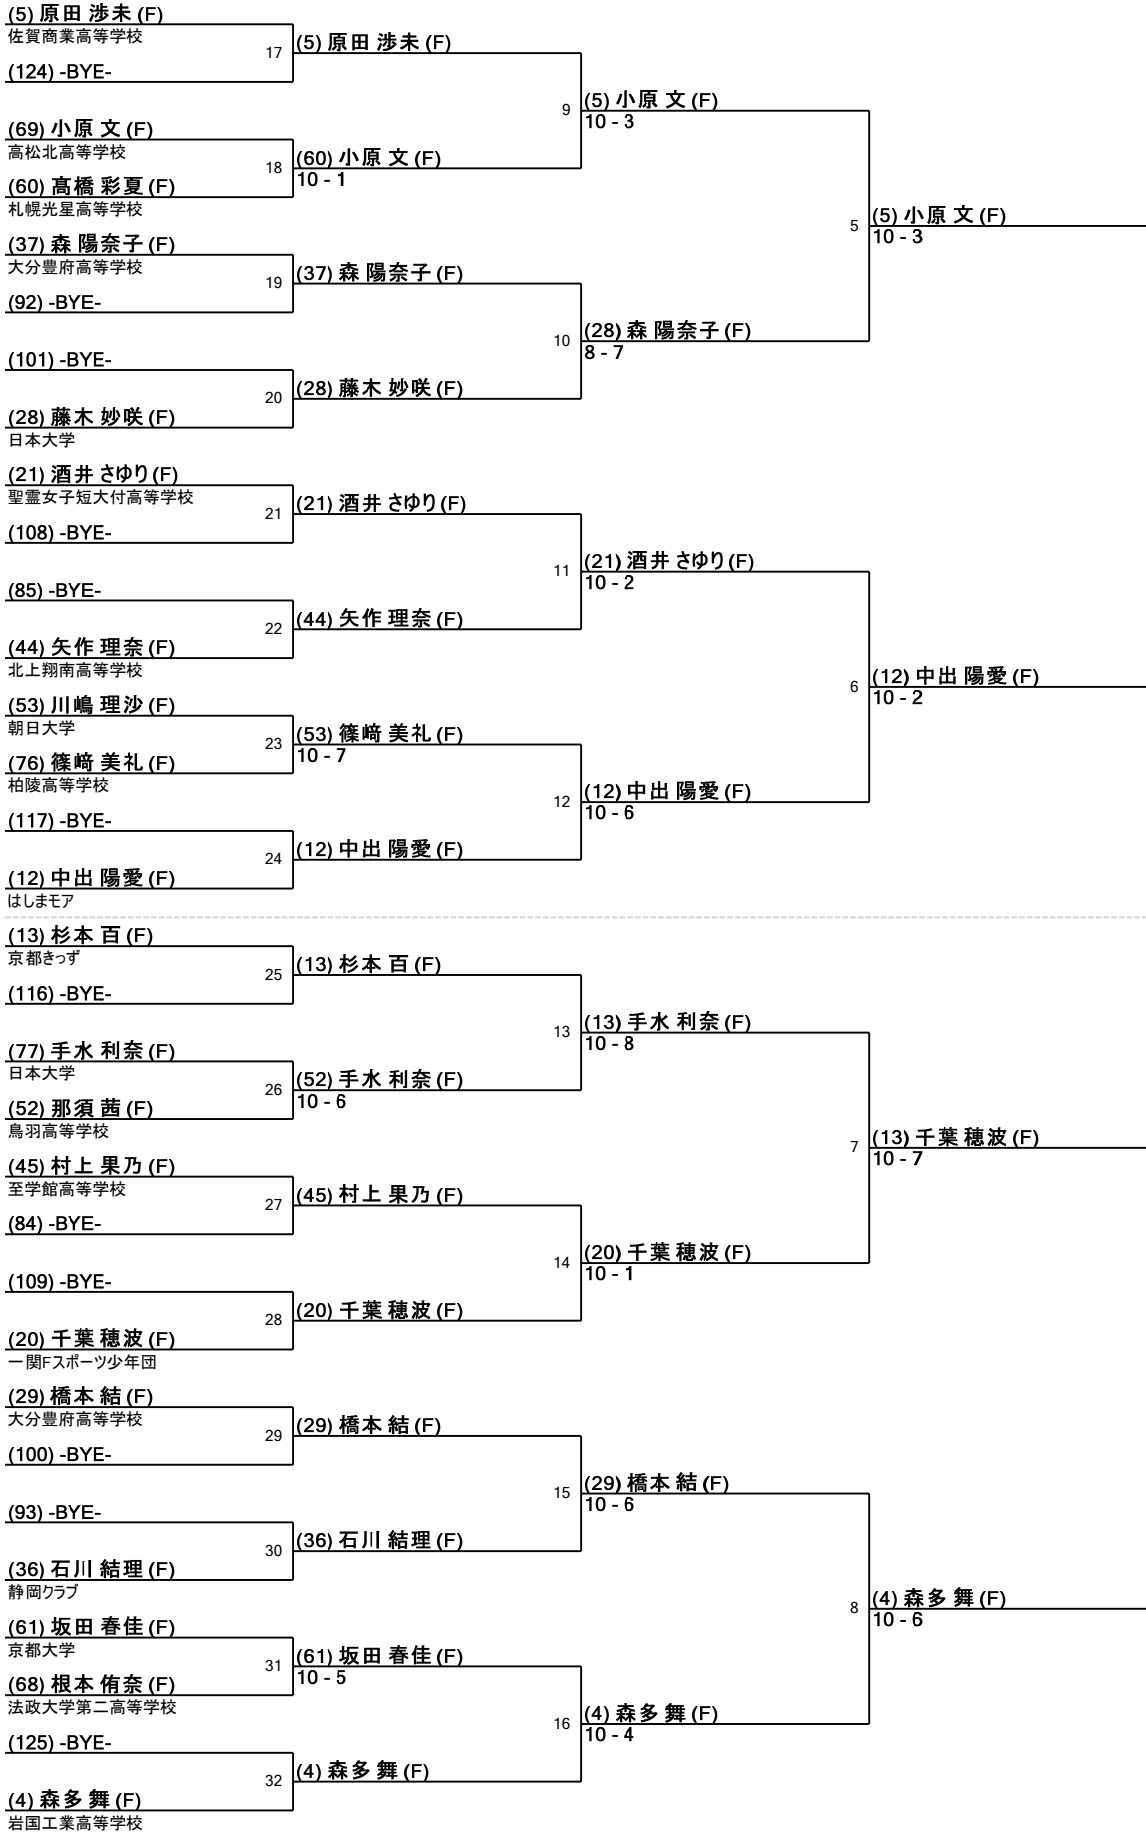 (5) 原田 渉未 (F)
佐賀商業高等学校
17
(124) -BYE-
(5) 原田 渉未 (F)
9
(69) 小原 文 (F)
高松北高等学校
18
(60) 髙橋 彩夏 (F)
札幌光星高等学校
(60) 小原 文 (F)
10 - 1
(5) 小原 文 (F)
10 - 3
5
(37) 森 陽奈子 (F)
大分豊府高等学校
19
(92) -BYE-
(37) 森 陽奈子 (F)
10
(101) -BYE-
20
(28) 藤木 妙咲 (F)
日本大学
(28) 藤木 妙咲 (F)
(28) 森 陽奈子 (F)
8 - 7
(5) 小原 文 (F)
10 - 3
(21) 酒井 さゆり (F)
聖霊女子短大付高等学校
21
(108) -BYE-
(21) 酒井 さゆり (F)
11
(85) -BYE-
22
(44) 矢作 理奈 (F)
北上翔南高等学校
(44) 矢作 理奈 (F)
(21) 酒井 さゆり (F)
10 - 2
6
(53) 川嶋 理沙 (F)
朝日大学
23
(76) 篠﨑 美礼 (F)
柏陵高等学校
(53) 篠﨑 美礼 (F)
10 - 7
12
(117) -BYE-
24
(12) 中出 陽愛 (F)
はしまモア
(12) 中出 陽愛 (F)
(12) 中出 陽愛 (F)
10 - 6
(12) 中出 陽愛 (F)
10 - 2
(13) 杉本 百 (F)
京都きっず
25
(116) -BYE-
(13) 杉本 百 (F)
13
(77) 手水 利奈 (F)
日本大学
26
(52) 那須 茜 (F)
鳥羽高等学校
(52) 手水 利奈 (F)
10 - 6
(13) 手水 利奈 (F)
10 - 8
7
(45) 村上 果乃 (F)
至学館高等学校
27
(84) -BYE-
(45) 村上 果乃 (F)
14
(109) -BYE-
28
(20) 千葉 穂波 (F)
一関Fスポーツ少年団
(20) 千葉 穂波 (F)
(20) 千葉 穂波 (F)
10 - 1
(13) 千葉 穂波 (F)
10 - 7
(29) 橋本 結 (F)
大分豊府高等学校
29
(100) -BYE-
(29) 橋本 結 (F)
15
(93) -BYE-
30
(36) 石川 結理 (F)
静岡クラブ
(36) 石川 結理 (F)
(29) 橋本 結 (F)
10 - 6
8
(61) 坂田 春佳 (F)
京都大学
31
(68) 根本 侑奈 (F)
法政大学第二高等学校
(61) 坂田 春佳 (F)
10 - 5
16
(125) -BYE-
32
(4) 森多 舞 (F)
岩国工業高等学校
(4) 森多 舞 (F)
(4) 森多 舞 (F)
10 - 4
(4) 森多 舞 (F)
10 - 6